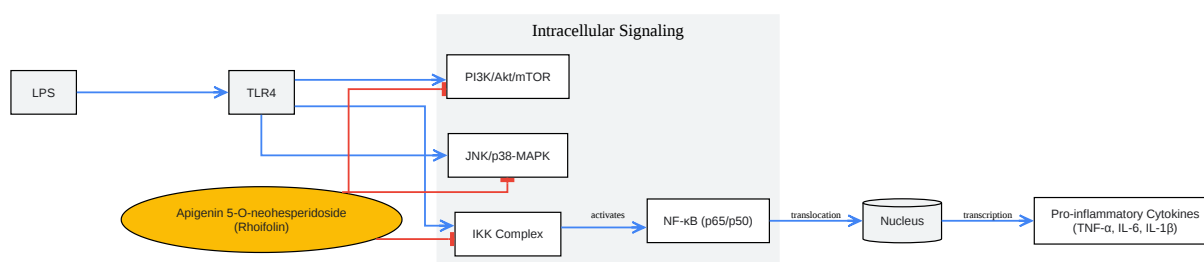 Intracellular Signaling
LPS
TLR4
PI3K/Akt/mTOR
JNK/p38-MAPK
Apigenin 5-O-neohesperidoside
(Rhoifolin)
IKK Complex
activates
NF-κB (p65/p50)
translocation
Nucleus
transcription
Pro-inflammatory Cytokines
(TNF-α, IL-6, IL-1β)